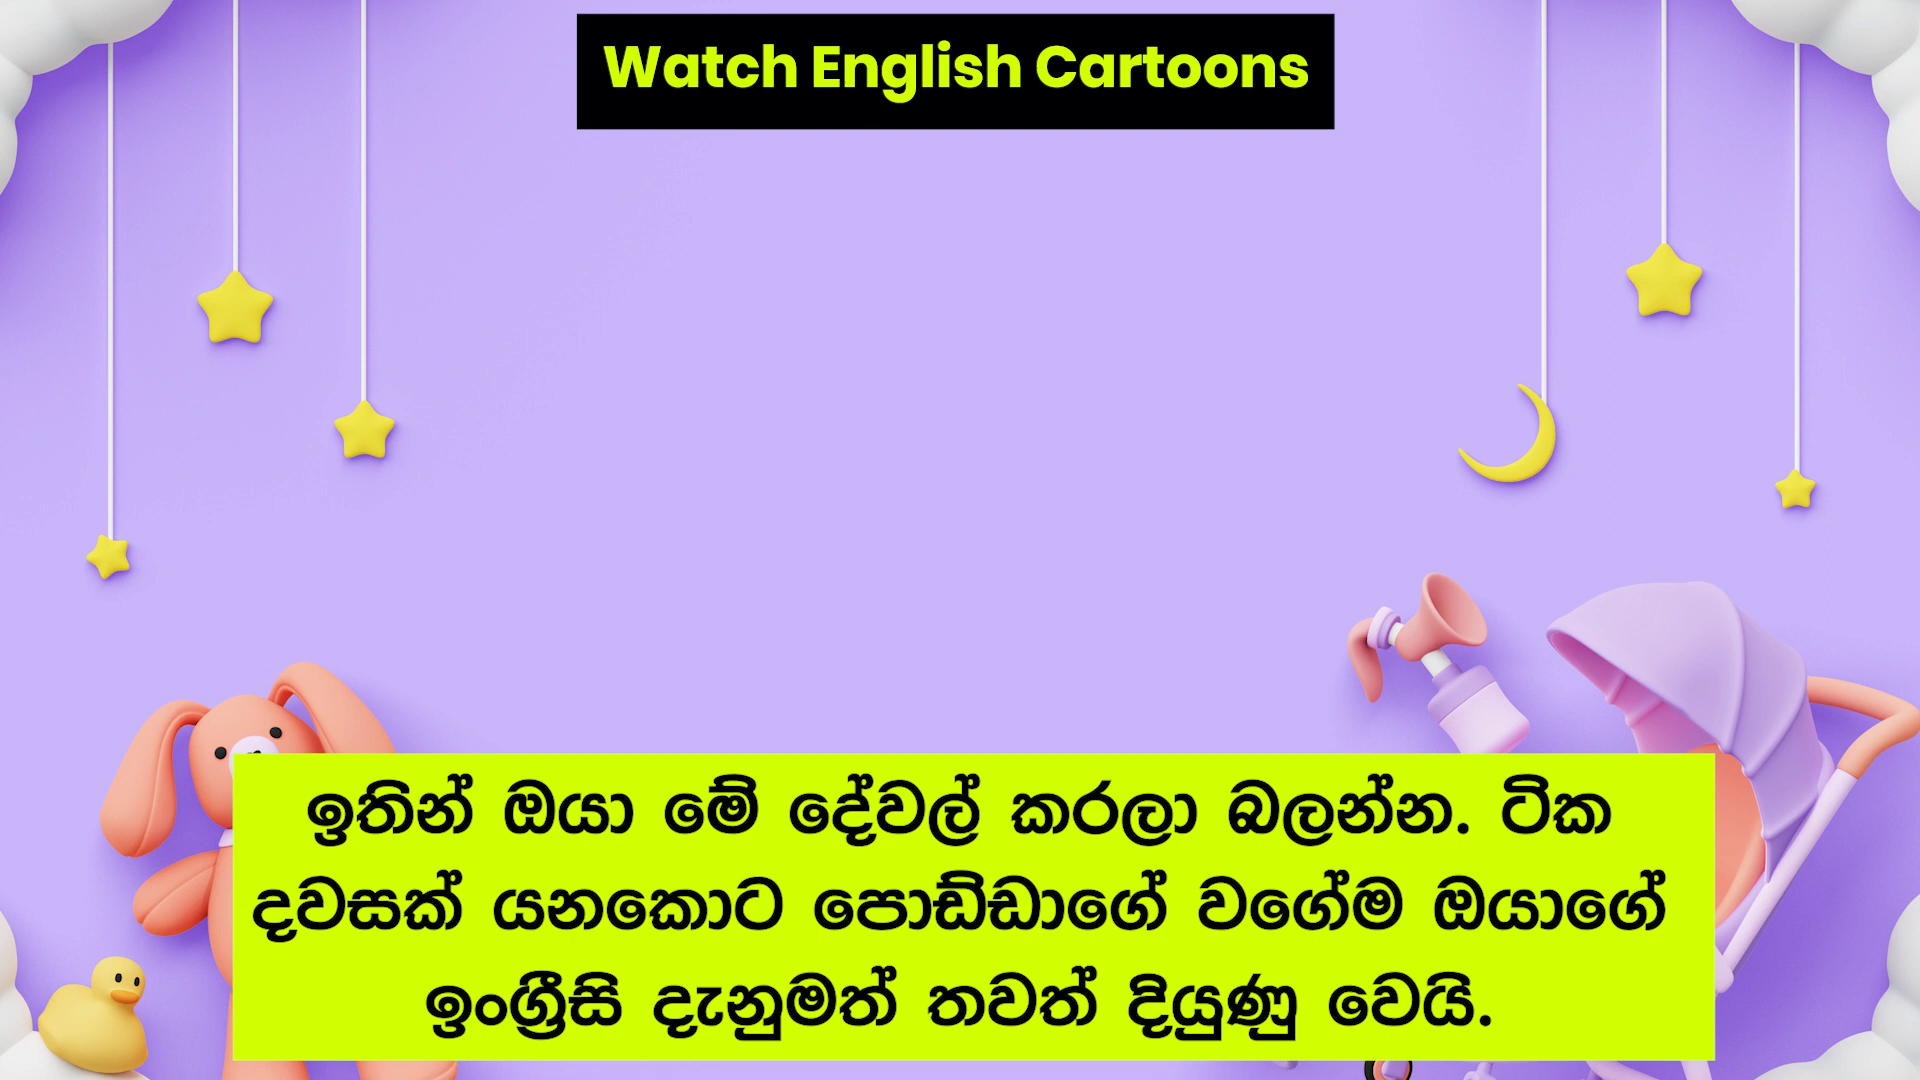 Watch English Cartoons
ඉතින් ඔයා මේ දේවල් කරලා බලන්න. ටික
දවසක් යනකොට පොඩ්ඩාගේ වගේම ඔයාගේ
ඉංග්‍රීසි දැනුමත් තවත් දියුණු වෙයි.